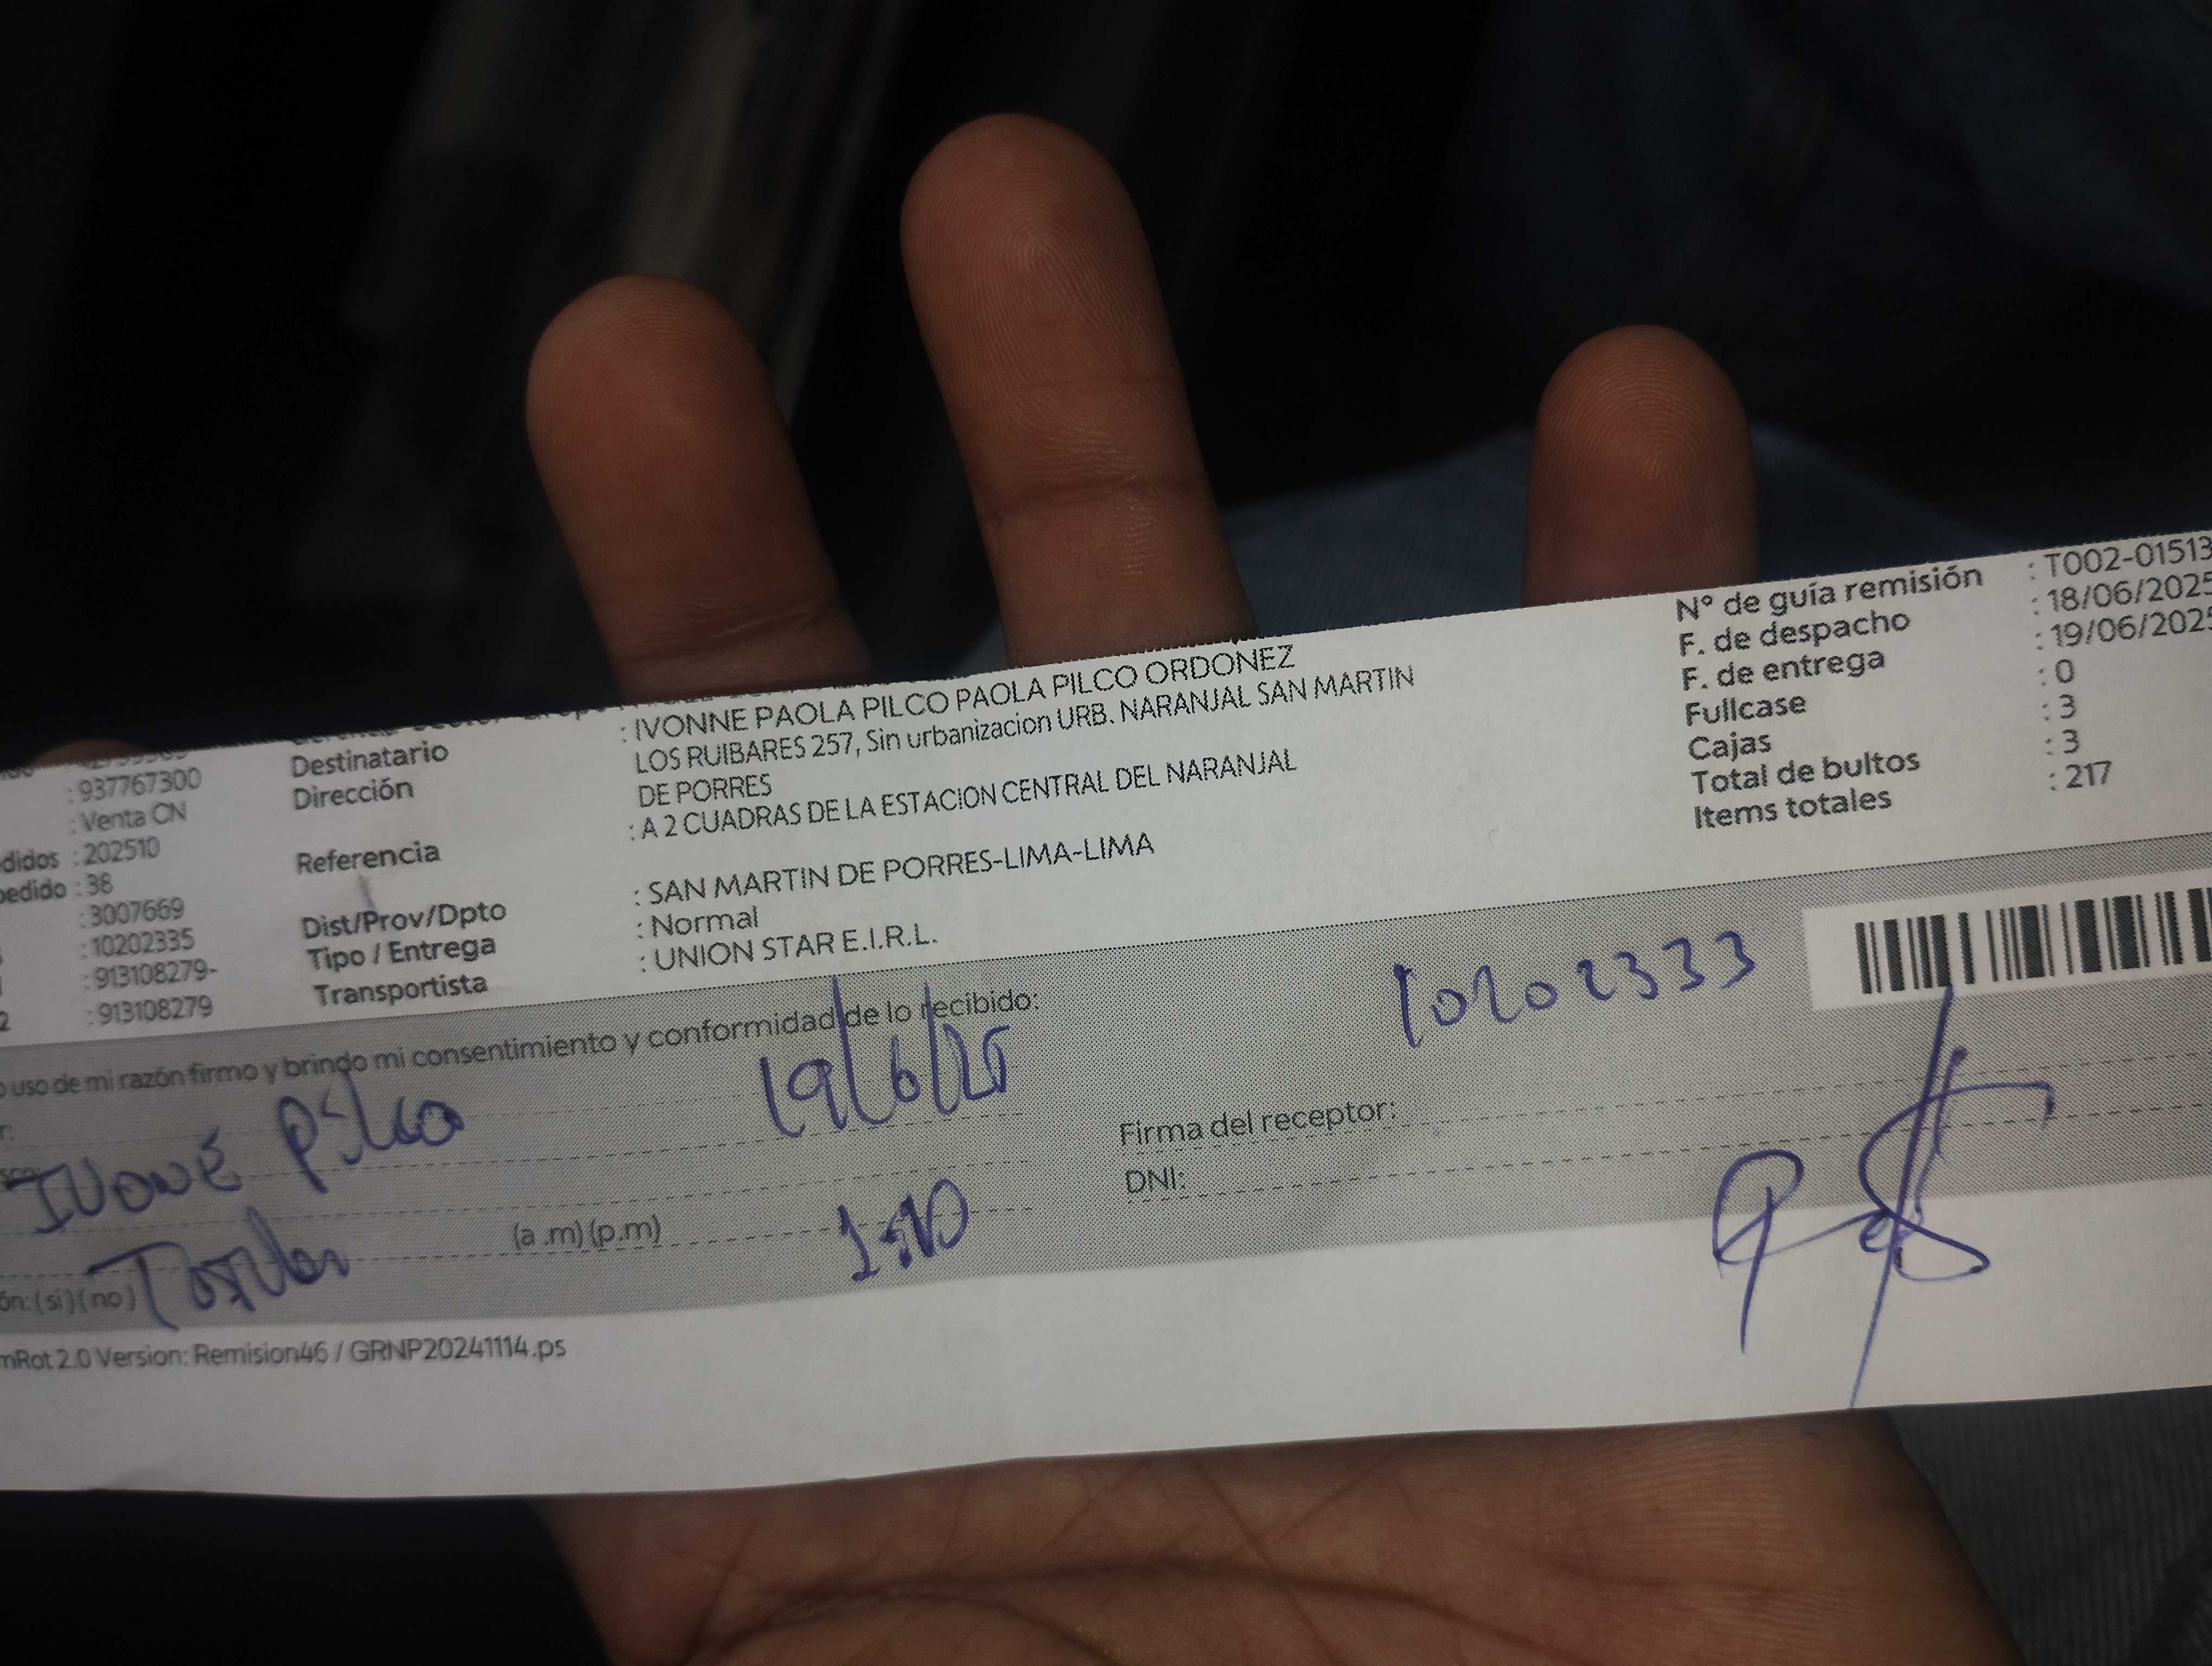 : 937767300
: Venta CN
didos : 202510
pedido : 38
: 3007669
: 10202335
: 913108279-
2 : 913108279
Destinatario : IVONNE PAOLA PILCO PAOLA PILCO ORDONEZ
Dirección LOS RUIBARES 257, Sin urbanizacion URB. NARANJAL SAN MARTIN
DE PORRES
Referencia : A 2 CUADRAS DE LA ESTACION CENTRAL DEL NARANJAL
Dist/Prov/Dpto : SAN MARTIN DE PORRES-LIMA-LIMA
Tipo / Entrega : Normal
Transportista : UNION STAR E.I.R.L.
N° de guía remisión : T002-01513
F. de despacho : 18/06/2025
F. de entrega : 19/06/2025
Fullcase : 0
Cajas : 3
Total de bultos : 3
Items totales : 217
o uso de mi razón firmo y brindo mi consentimiento y conformidad de lo recibido:
10202333
r: Ivoné Pilco 19/6/25
Firma del receptor:
DNI:
(a .m) (p.m) 1:10
ón: (si) (no)
mRot 2.0 Version: Remision46 / GRNP20241114.ps